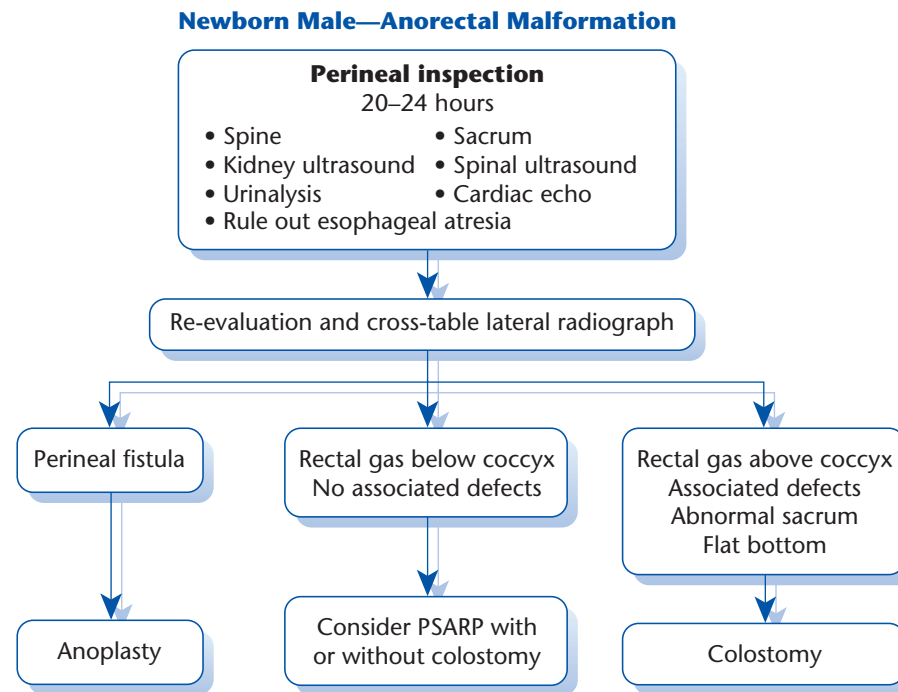 Newborn Male—Anorectal Malformation
Perineal inspection
20–24 hours
• Spine • Sacrum
• Kidney ultrasound • Spinal ultrasound
• Urinalysis • Cardiac echo
• Rule out esophageal atresia
Re-evaluation and cross-table lateral radiograph
Perineal fistula
Rectal gas below coccyx
No associated defects
Rectal gas above coccyx
Associated defects
Abnormal sacrum
Flat bottom
Anoplasty
Consider PSARP with
or without colostomy
Colostomy